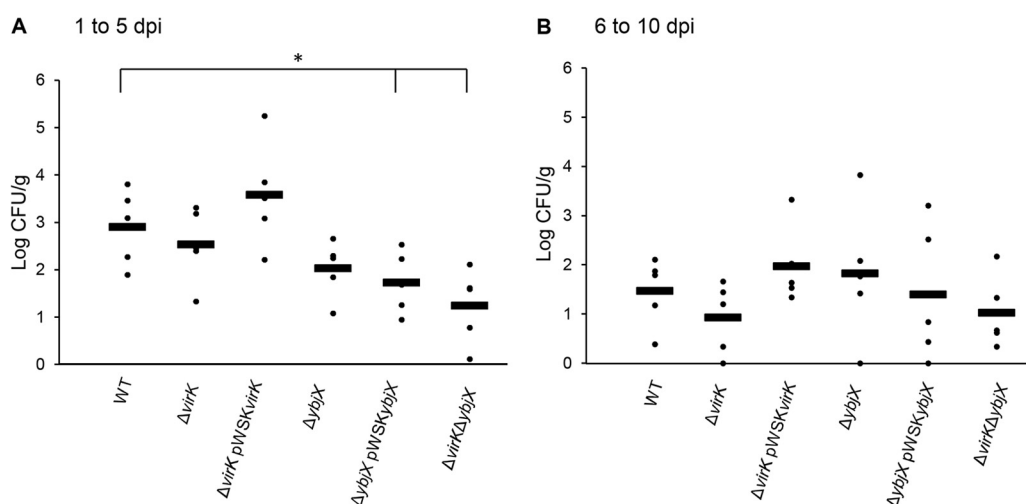 A 1 to 5 dpi
*
Log CFU/g
6
5
4
3
2
1
0
WT
ΔvirK
ΔvirK pWSKvirK
ΔybjX
ΔybjX pWSKybjX
ΔvirKΔybjX
B 6 to 10 dpi
Log CFU/g
6
5
4
3
2
1
0
WT
ΔvirK
ΔvirK pWSKvirK
ΔybjX
ΔybjX pWSKybjX
ΔvirKΔybjX